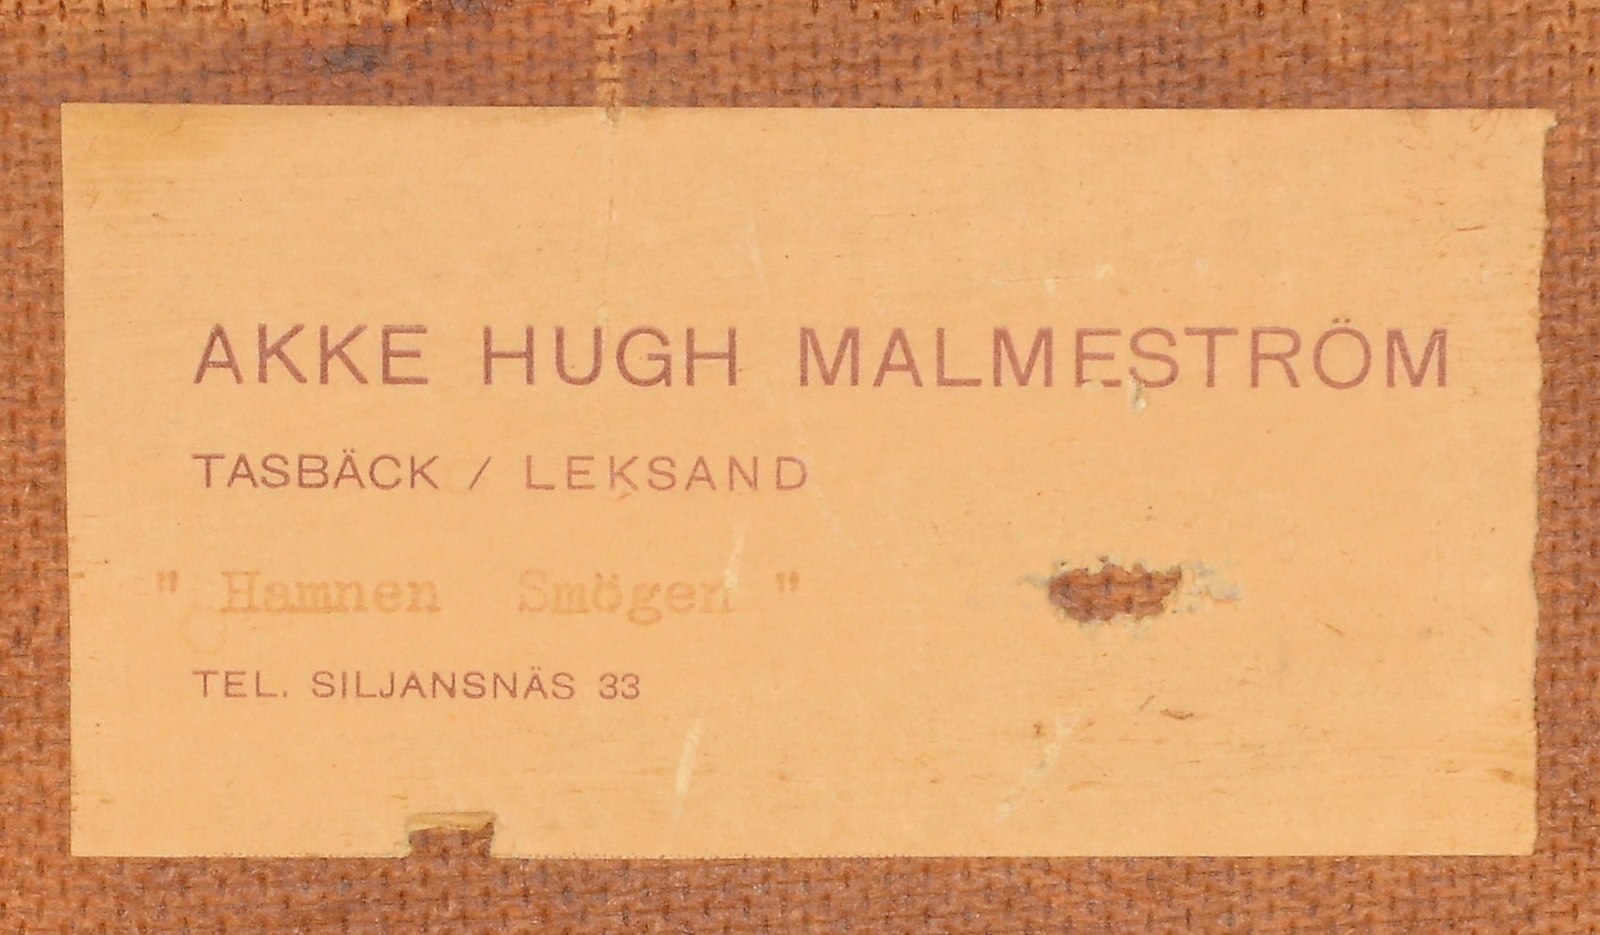 AKKE HUGH MALMESTRÖM
TASBÄCK / LEKSAND
" Hamnen Smögen "
TEL. SILJANSNÄS 33